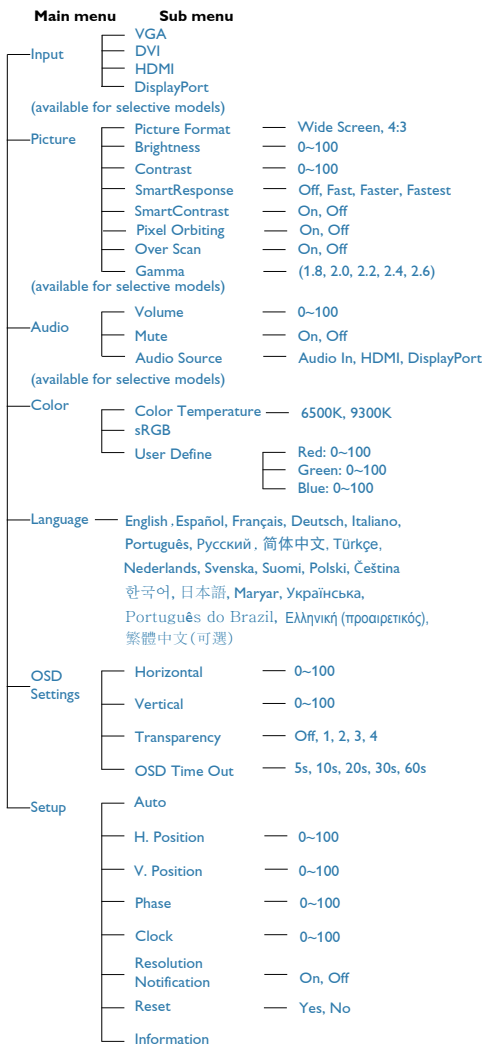 Main menu Sub menu
VGA
Input DVI
HDMI
DisplayPort
(available for selective models)
Picture Picture Format Wide Screen, 4:3
Brightness 0~100
Contrast 0~100
SmartResponse Off, Fast, Faster, Fastest
SmartContrast On, Off
Pixel Orbiting On, Off
Over Scan On, Off
Gamma (1.8, 2.0, 2.2, 2.4, 2.6)
(available for selective models)
Volume 0~100
Audio Mute On, Off
Audio Source Audio In, HDMI, DisplayPort
(available for selective models)
Color Color Temperature 6500K, 9300K
sRGB
User Define Red: 0~100
Green: 0~100
Blue: 0~100
Language English , Español, Français, Deutsch, Italiano,
Português, Русский , 简体中文, Türkçe,
Nederlands, Svenska, Suomi, Polski, Čeština
한국어, 日本語, Maryar, Українська,
Português do Brazil, Ελληνική (προαιρετικός),
繁體中文(可選)
OSD Settings Horizontal 0~100
Vertical 0~100
Transparency Off, 1, 2, 3, 4
OSD Time Out 5s, 10s, 20s, 30s, 60s
Setup Auto
H. Position 0~100
V. Position 0~100
Phase 0~100
Clock 0~100
Resolution
Notification On, Off
Reset Yes, No
Information